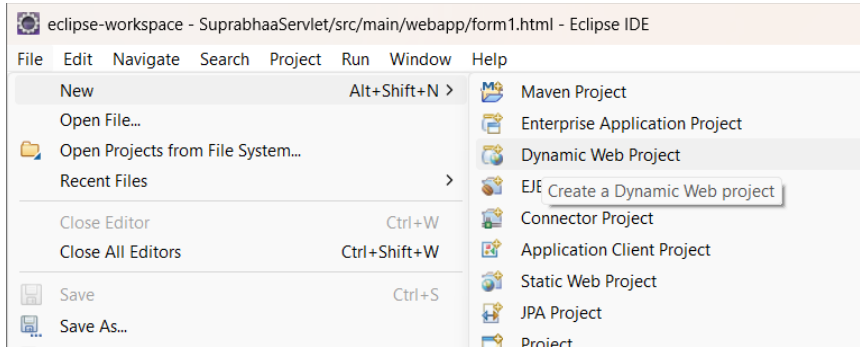 eclipse-workspace - SuprabhaaServlet/src/main/webapp/form1.html - Eclipse IDE
File Edit Navigate Search Project Run Window Help
New Alt+Shift+N >
Open File...
Open Projects from File System...
Recent Files >
Close Editor Ctrl+W
Close All Editors Ctrl+Shift+W
Save Ctrl+S
Save As...
Maven Project
Enterprise Application Project
Dynamic Web Project
EJB
Create a Dynamic Web project
Connector Project
Application Client Project
Static Web Project
JPA Project
Project